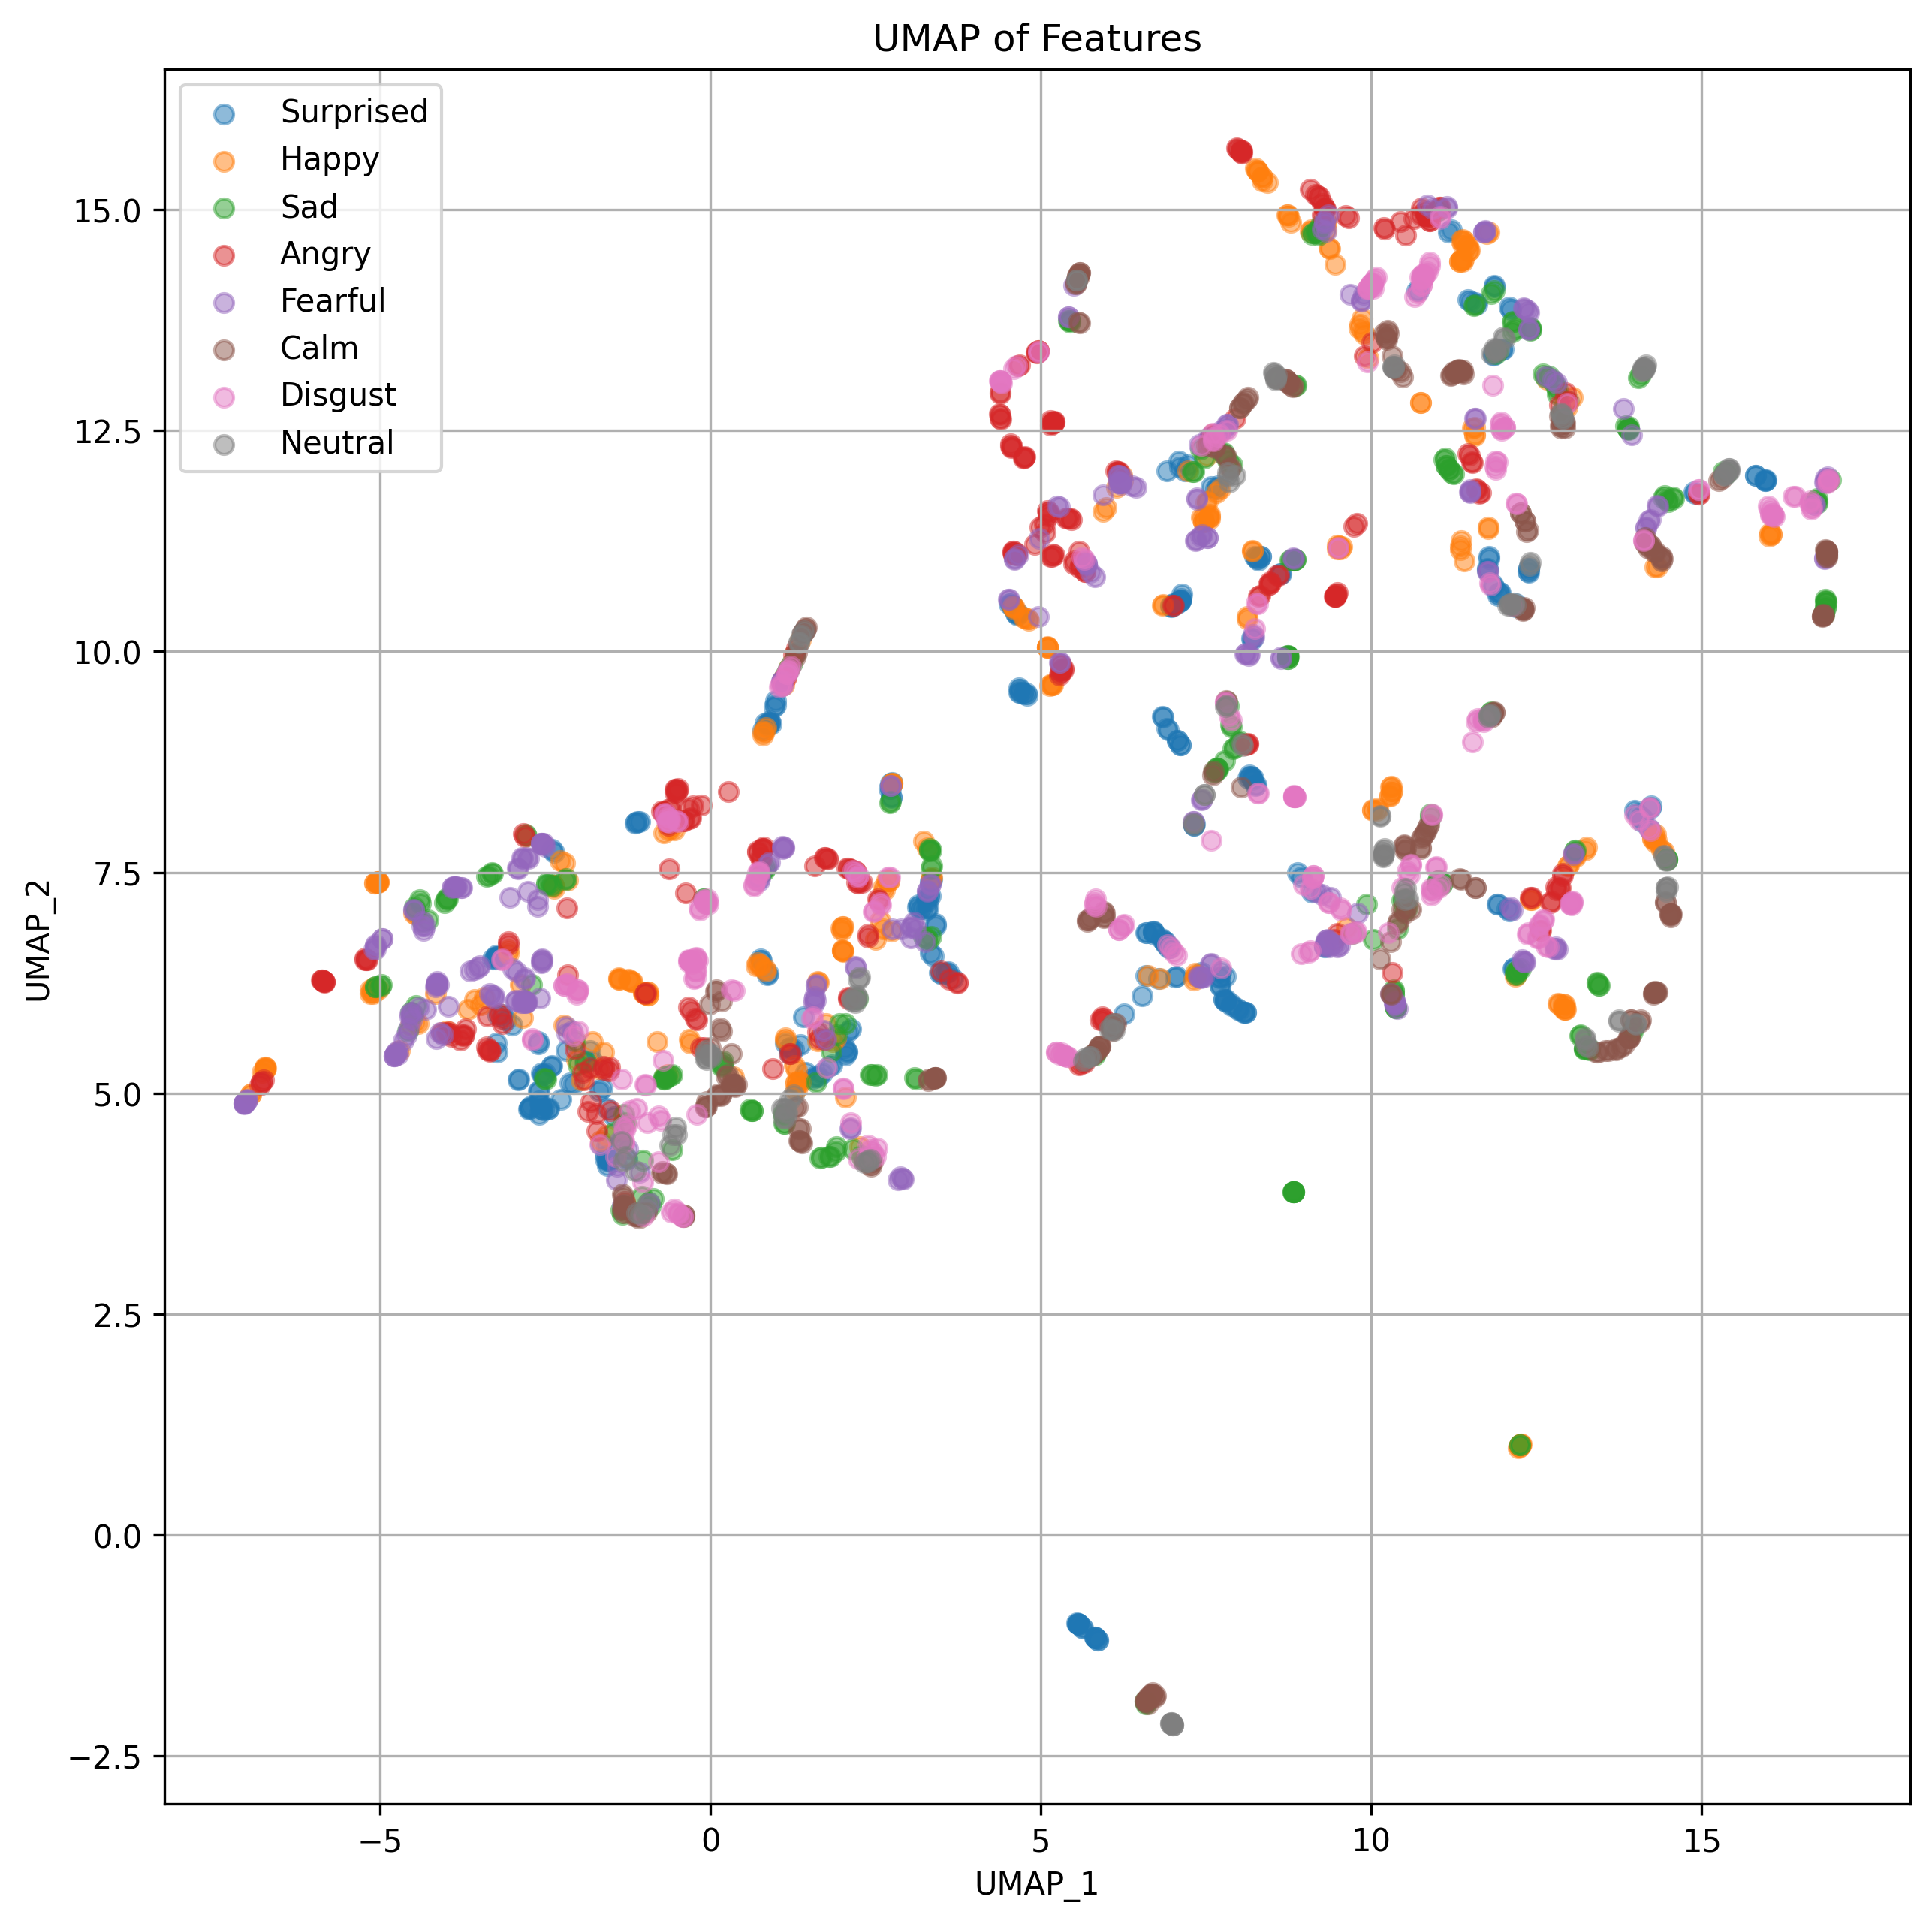 UMAP of Features
Surprised
Happy
Sad
Angry
Fearful
Calm
Disgust
Neutral
15.0
12.5
10.0
7.5
5.0
2.5
0.0
−2.5
UMAP_2
−5
0
5
10
15
UMAP_1